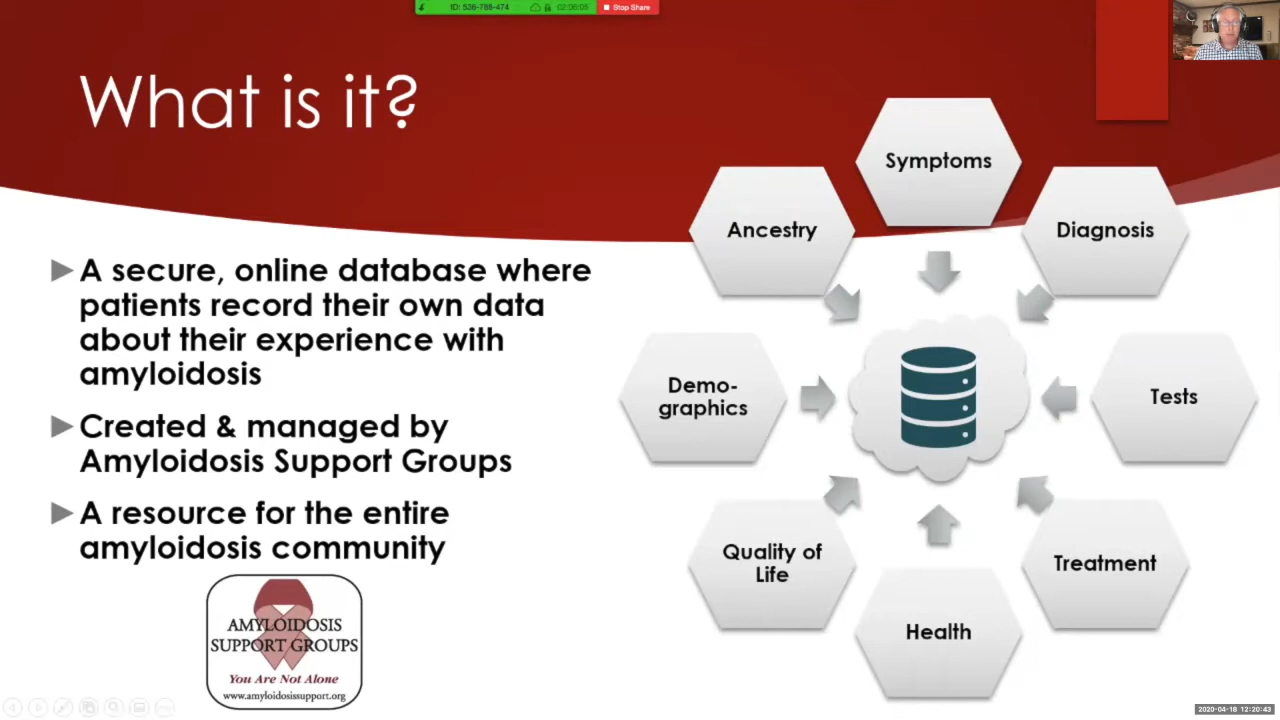 ID: 536-788-474
02:06:05
Stop Share
What is it?
A secure, online database where
patients record their own data
about their experience with
amyloidosis
Created & managed by
Amyloidosis Support Groups
A resource for the entire
amyloidosis community
AMYLOIDOSIS
SUPPORT GROUPS
You Are Not Alone
www.amyloidosissupport.org
Symptoms
Ancestry
Diagnosis
Demo-
graphics
Tests
Quality of
Life
Treatment
Health
2020-04-18 12:20:43